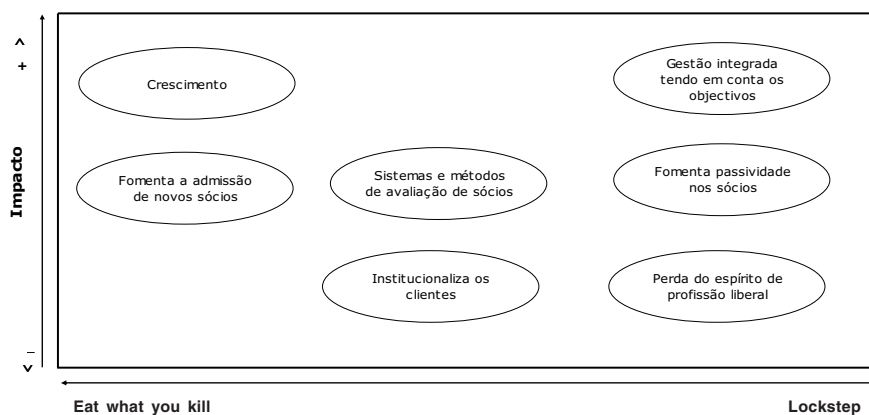 ^
+
Impacto
–
v
Crescimento
Gestão integrada
tendo em conta os
objectivos
Fomenta a admissão
de novos sócios
Sistemas e métodos
de avaliação de sócios
Fomenta passividade
nos sócios
Institucionaliza os
clientes
Perda do espírito de
profissão liberal
Eat what you kill
Lockstep